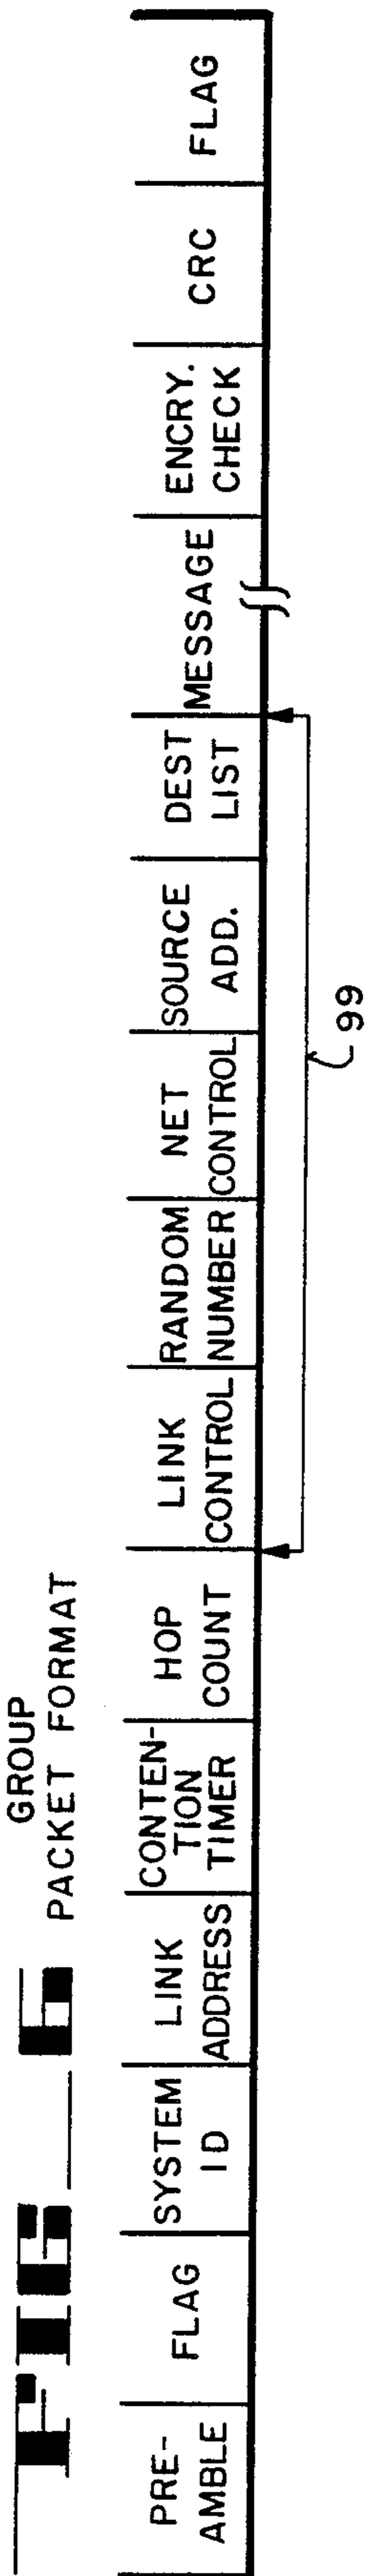 FIG_6
GROUP
PACKET FORMAT
PRE-
AMBLE
FLAG
SYSTEM
ID
LINK
ADDRESS
CONTEN-
TION
TIMER
HOP
COUNT
LINK
CONTROL
RANDOM
NUMBER
NET
CONTROL
SOURCE
ADD.
DEST
LIST
MESSAGE
ENCRY.
CHECK
CRC
FLAG
99